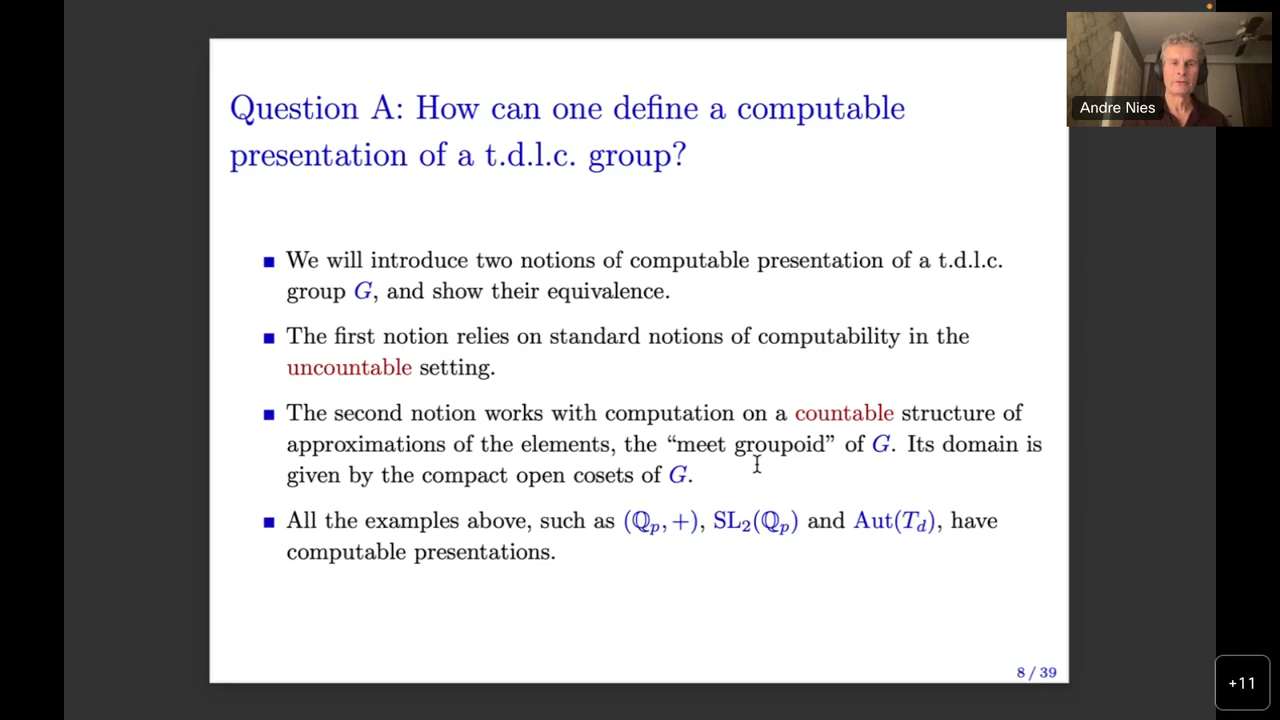 Question A: How can one define a computable
presentation of a t.d.l.c. group?
We will introduce two notions of computable presentation of a t.d.l.c.
group G, and show their equivalence.
The first notion relies on standard notions of computability in the
uncountable setting.
The second notion works with computation on a countable structure of
approximations of the elements, the “meet groupoid” of G. Its domain is
given by the compact open cosets of G.
All the examples above, such as (ℚₚ, +), SL₂(ℚₚ) and Aut(T_d), have
computable presentations.
8 / 39
Andre Nies
+11